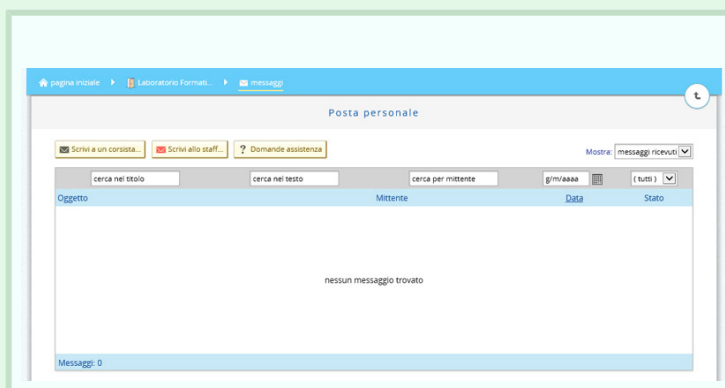 pagina iniziale Laboratorio Formati... messaggi
Posta personale
Scrivi a un corsista... Scrivi allo staff... ? Domande assistenza
Mostra: messaggi ricevuti
cerca nel titolo cerca nel testo cerca per mittente g/m/aaaa ( tutti )
Oggetto Mittente Data Stato
nessun messaggio trovato
Messaggi: 0